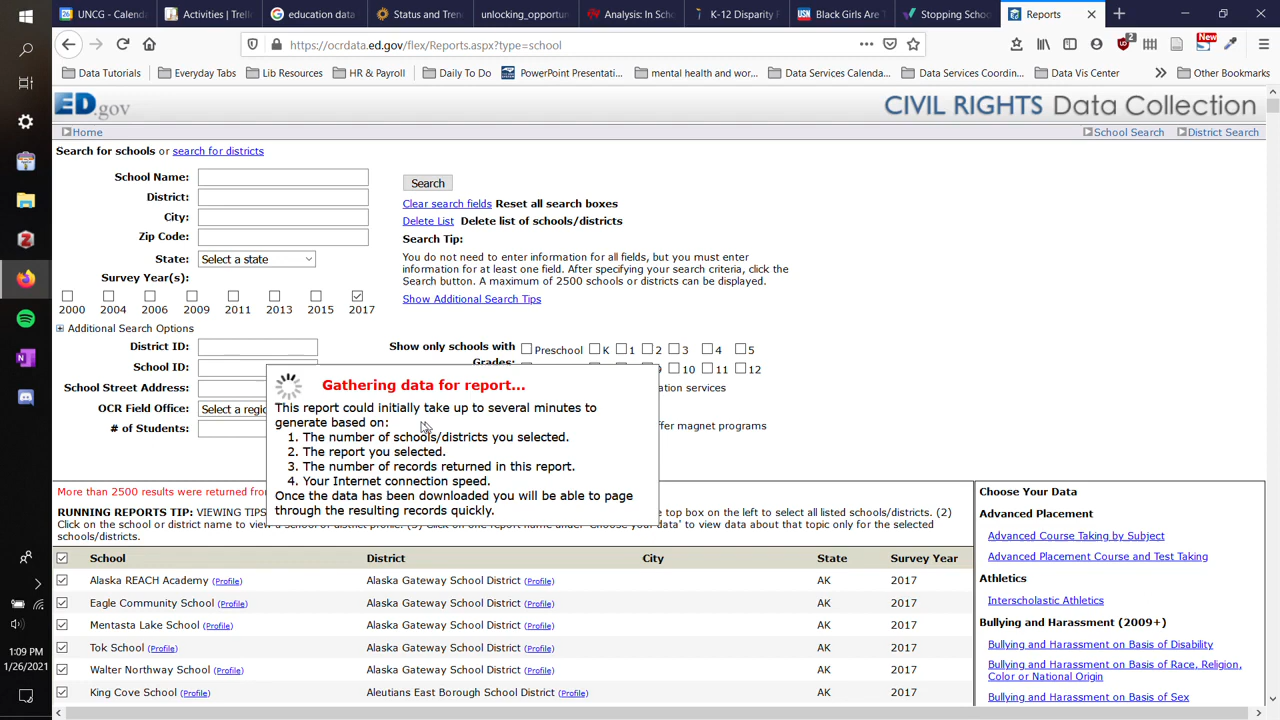 UNCG - Calend
Activities | Trell
education data
Status and Tren
unlocking_opportun
Analysis: In Scho
K-12 Disparity F
Black Girls Are T
Stopping Schoo
Reports
https://ocrdata.ed.gov/flex/Reports.aspx?type=school
2
New
Data Tutorials
Everyday Tabs
Lib Resources
HR & Payroll
Daily To Do
PowerPoint Presentati...
mental health and wor...
Data Services Calenda...
Data Services Coordin...
Data Vis Center
Other Bookmarks
ED.gov
CIVIL RIGHTS Data Collection
Home
School Search
District Search
Search for schools or search for districts
School Name:
Search
District:
Clear search fields Reset all search boxes
City:
Delete List Delete list of schools/districts
Zip Code:
Search Tip:
State: Select a state
You do not need to enter information for all fields, but you must enter
information for at least one field. After specifying your search criteria, click the
Search button. A maximum of 2500 schools or districts can be displayed.
Survey Year(s):
Show Additional Search Tips
2000 2004 2006 2009 2011 2013 2015 2017
Additional Search Options
District ID:
Show only schools with
Preschool K 1 2 3 4 5
Grades:
School ID:
10 11 12
School Street Address:
ation services
OCR Field Office: Select a regio
# of Students:
fer magnet programs
Gathering data for report...
This report could initially take up to several minutes to
generate based on:
1. The number of schools/districts you selected.
2. The report you selected.
3. The number of records returned in this report.
4. Your Internet connection speed.
Once the data has been downloaded you will be able to page
through the resulting records quickly.
More than 2500 results were returned from
RUNNING REPORTS TIP: VIEWING TIPS
e top box on the left to select all listed schools/districts. (2)
Click on the school or district name to view a school or district profile. (3) Click on one report name under 'Choose your data' to view data about that topic only for the selected
schools/districts.
School District City State Survey Year
Alaska REACH Academy (Profile) Alaska Gateway School District (Profile) AK 2017
Eagle Community School (Profile) Alaska Gateway School District (Profile) AK 2017
Mentasta Lake School (Profile) Alaska Gateway School District (Profile) AK 2017
Tok School (Profile) Alaska Gateway School District (Profile) AK 2017
Walter Northway School (Profile) Alaska Gateway School District (Profile) AK 2017
King Cove School (Profile) Aleutians East Borough School District (Profile) AK 2017
Choose Your Data
Advanced Placement
Advanced Course Taking by Subject
Advanced Placement Course and Test Taking
Athletics
Interscholastic Athletics
Bullying and Harassment (2009+)
Bullying and Harassment on Basis of Disability
Bullying and Harassment on Basis of Race, Religion,
Color or National Origin
Bullying and Harassment on Basis of Sex
1:09 PM
1/26/2021